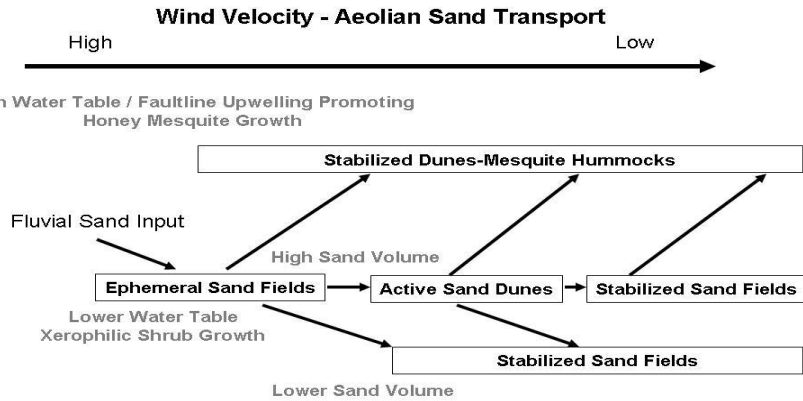 Wind Velocity - Aeolian Sand Transport
High
Low
Water Table / Faultline Upwelling Promoting
Honey Mesquite Growth
Stabilized Dunes-Mesquite Hummocks
Fluvial Sand Input
High Sand Volume
Ephemeral Sand Fields
Active Sand Dunes
Stabilized Sand Fields
Lower Water Table
Xerophilic Shrub Growth
Stabilized Sand Fields
Lower Sand Volume